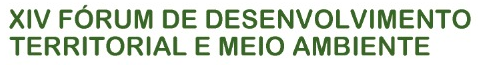 XIV FÓRUM DE DESENVOLVIMENTO
TERRITORIAL E MEIO AMBIENTE